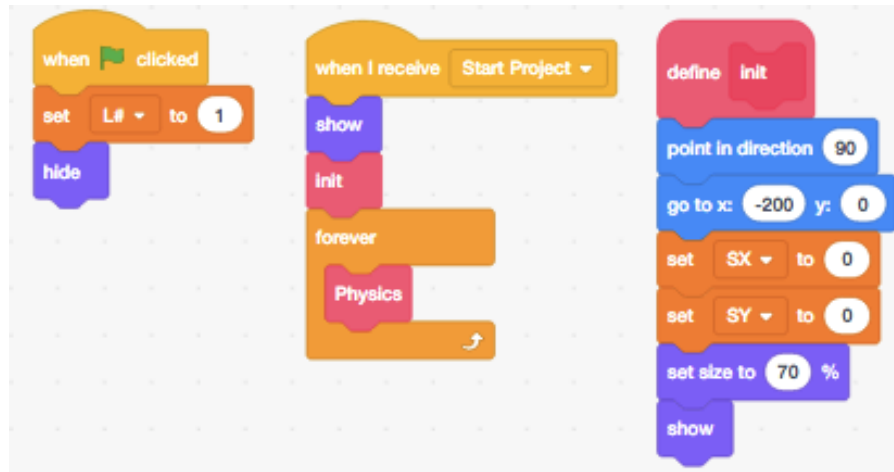 when clicked
set L# to 1
hide
when I receive Start Project
show
init
forever
Physics
define init
point in direction 90
go to x: -200 y: 0
set SX to 0
set SY to 0
set size to 70 %
show